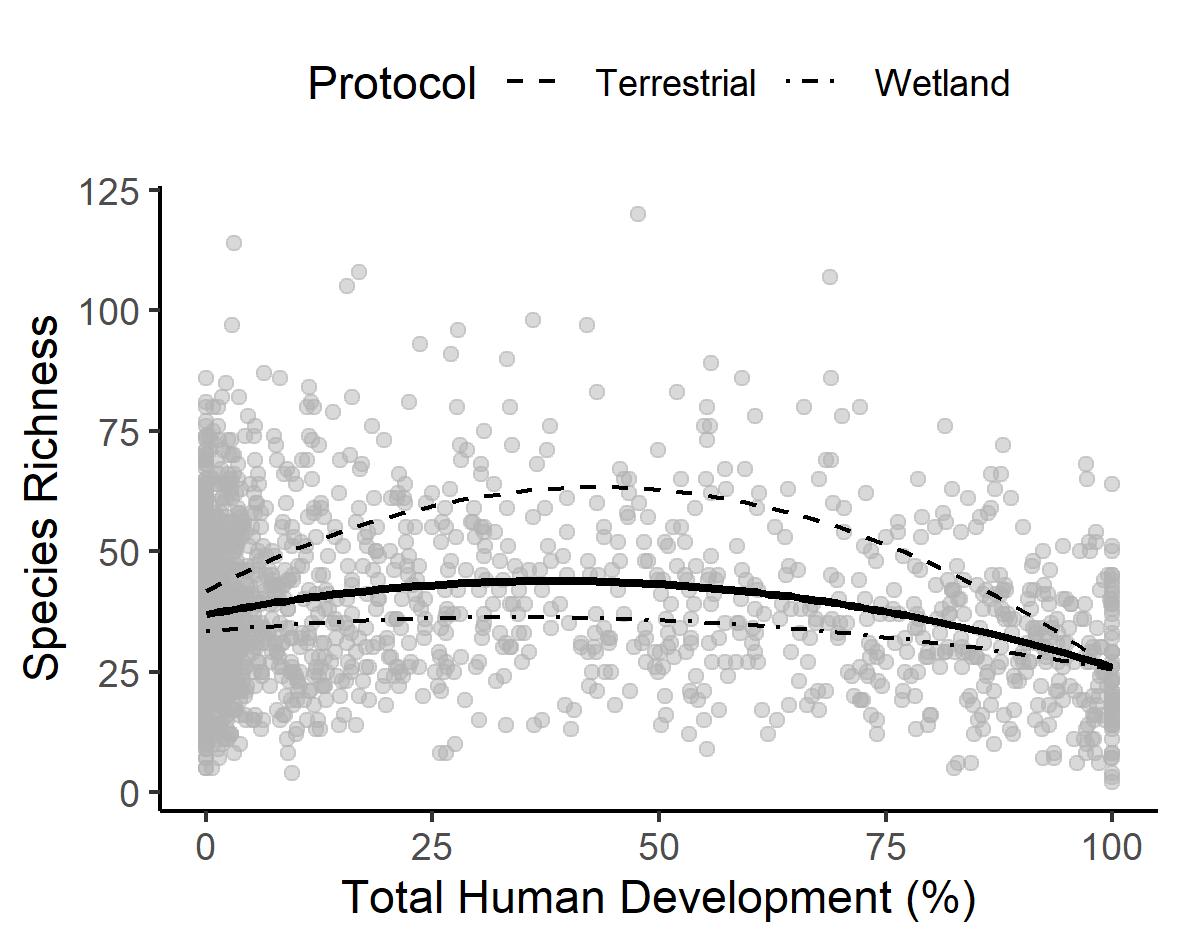 Protocol Terrestrial Wetland
125
100
75
50
25
0
Species Richness
0 25 50 75 100
Total Human Development (%)